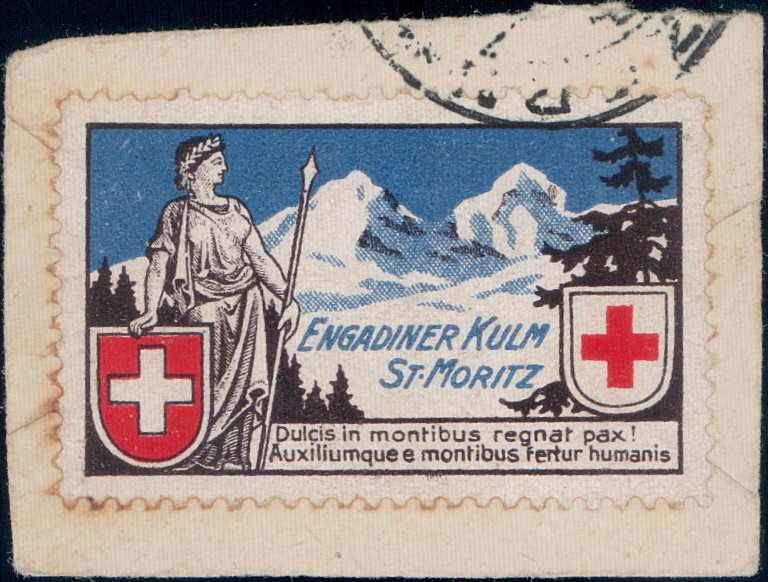 ENGADINER KULM
ST-MORITZ
Dulcis in montibus regnat pax!
Auxiliumque e montibus fertur humanis